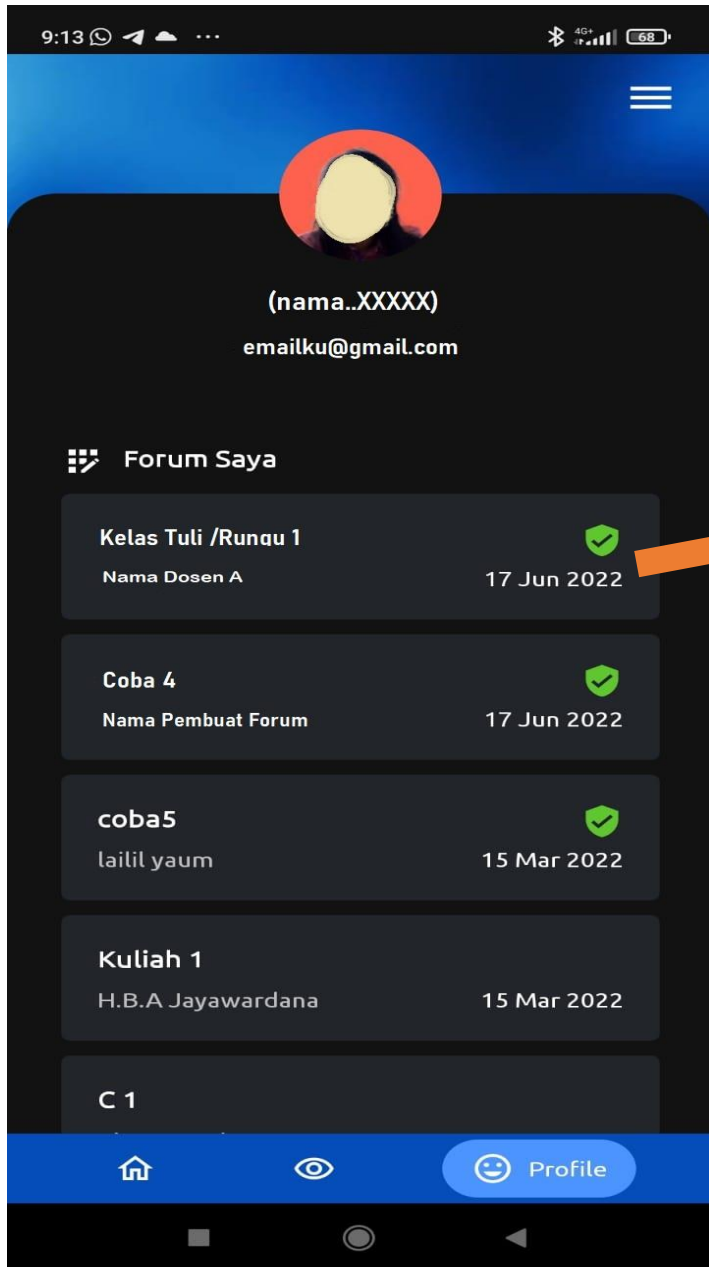 9:13
4G+
68
(nama..XXXXX)
emailku@gmail.com
Forum Saya
Kelas Tuli /Rungu 1
Nama Dosen A
17 Jun 2022
Coba 4
Nama Pembuat Forum
17 Jun 2022
coba5
lailil yaum
15 Mar 2022
Kuliah 1
H.B.A Jayawardana
15 Mar 2022
C 1
Profile